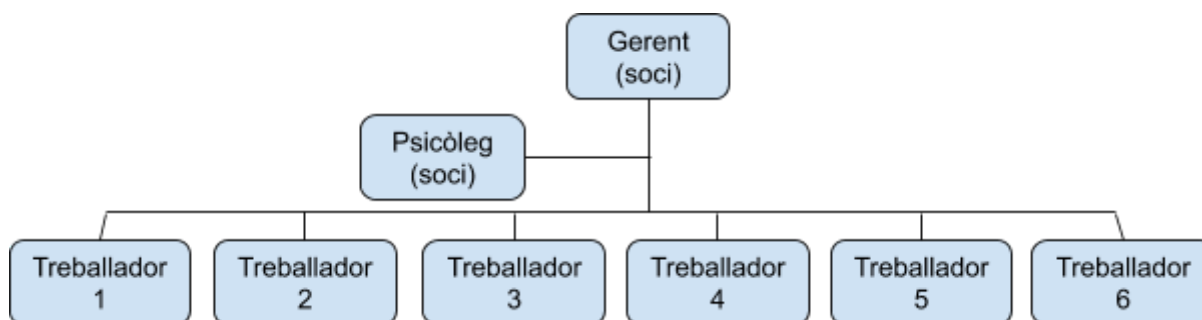 Gerent
(soci)
Psicòleg
(soci)
Treballador
1
Treballador
2
Treballador
3
Treballador
4
Treballador
5
Treballador
6